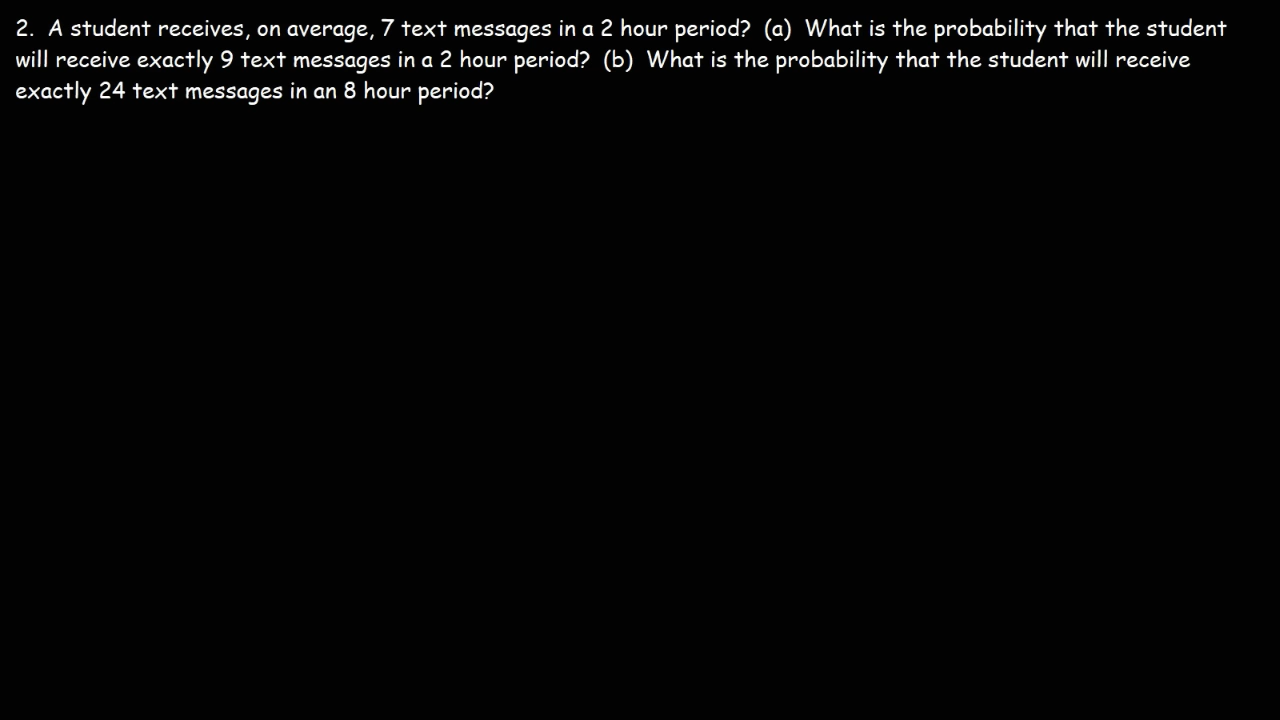 2.  A student receives, on average, 7 text messages in a 2 hour period?  (a)  What is the probability that the student
will receive exactly 9 text messages in a 2 hour period?  (b)  What is the probability that the student will receive
exactly 24 text messages in an 8 hour period?